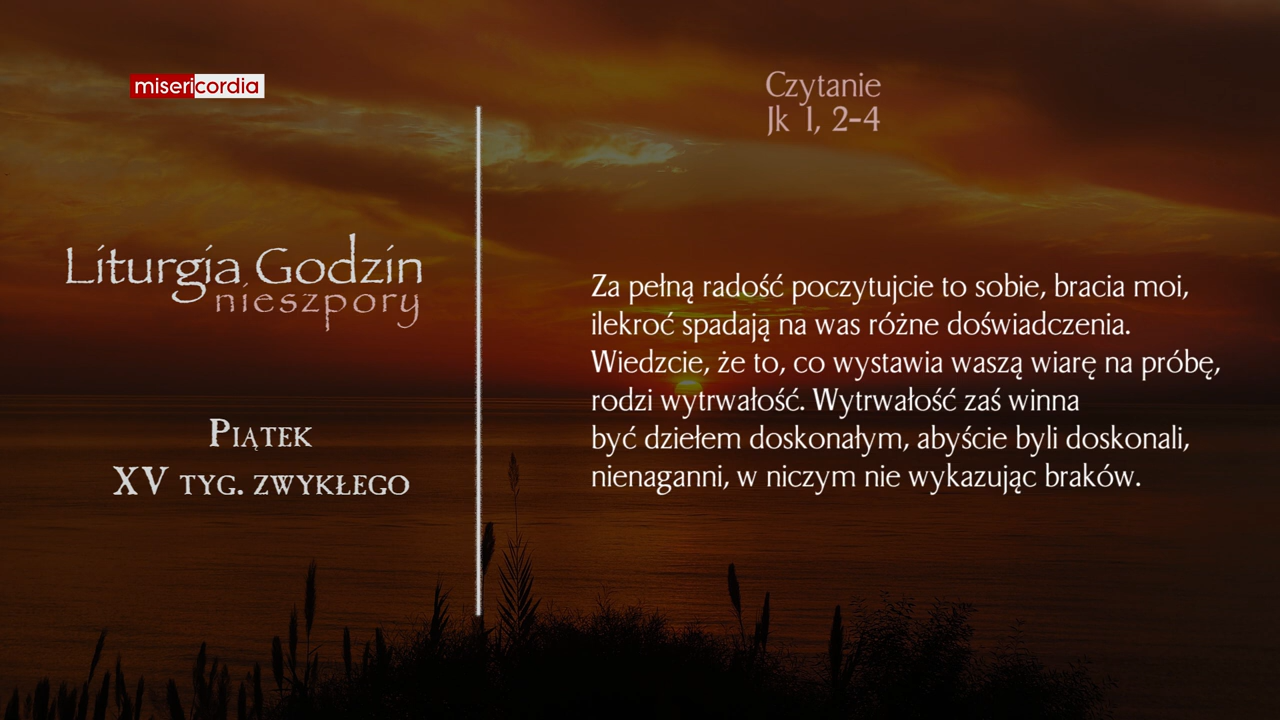 misericordia
Liturgia Godzin
nieszpory
Piątek
XV tyg. zwykłego
Czytanie
Jk 1, 2-4
Za pełną radość poczytujcie to sobie, bracia moi,
ilekroć spadają na was różne doświadczenia.
Wiedzcie, że to, co wystawia waszą wiarę na próbę,
rodzi wytrwałość. Wytrwałość zaś winna
być dziełem doskonałym, abyście byli doskonali,
nienaganni, w niczym nie wykazując braków.